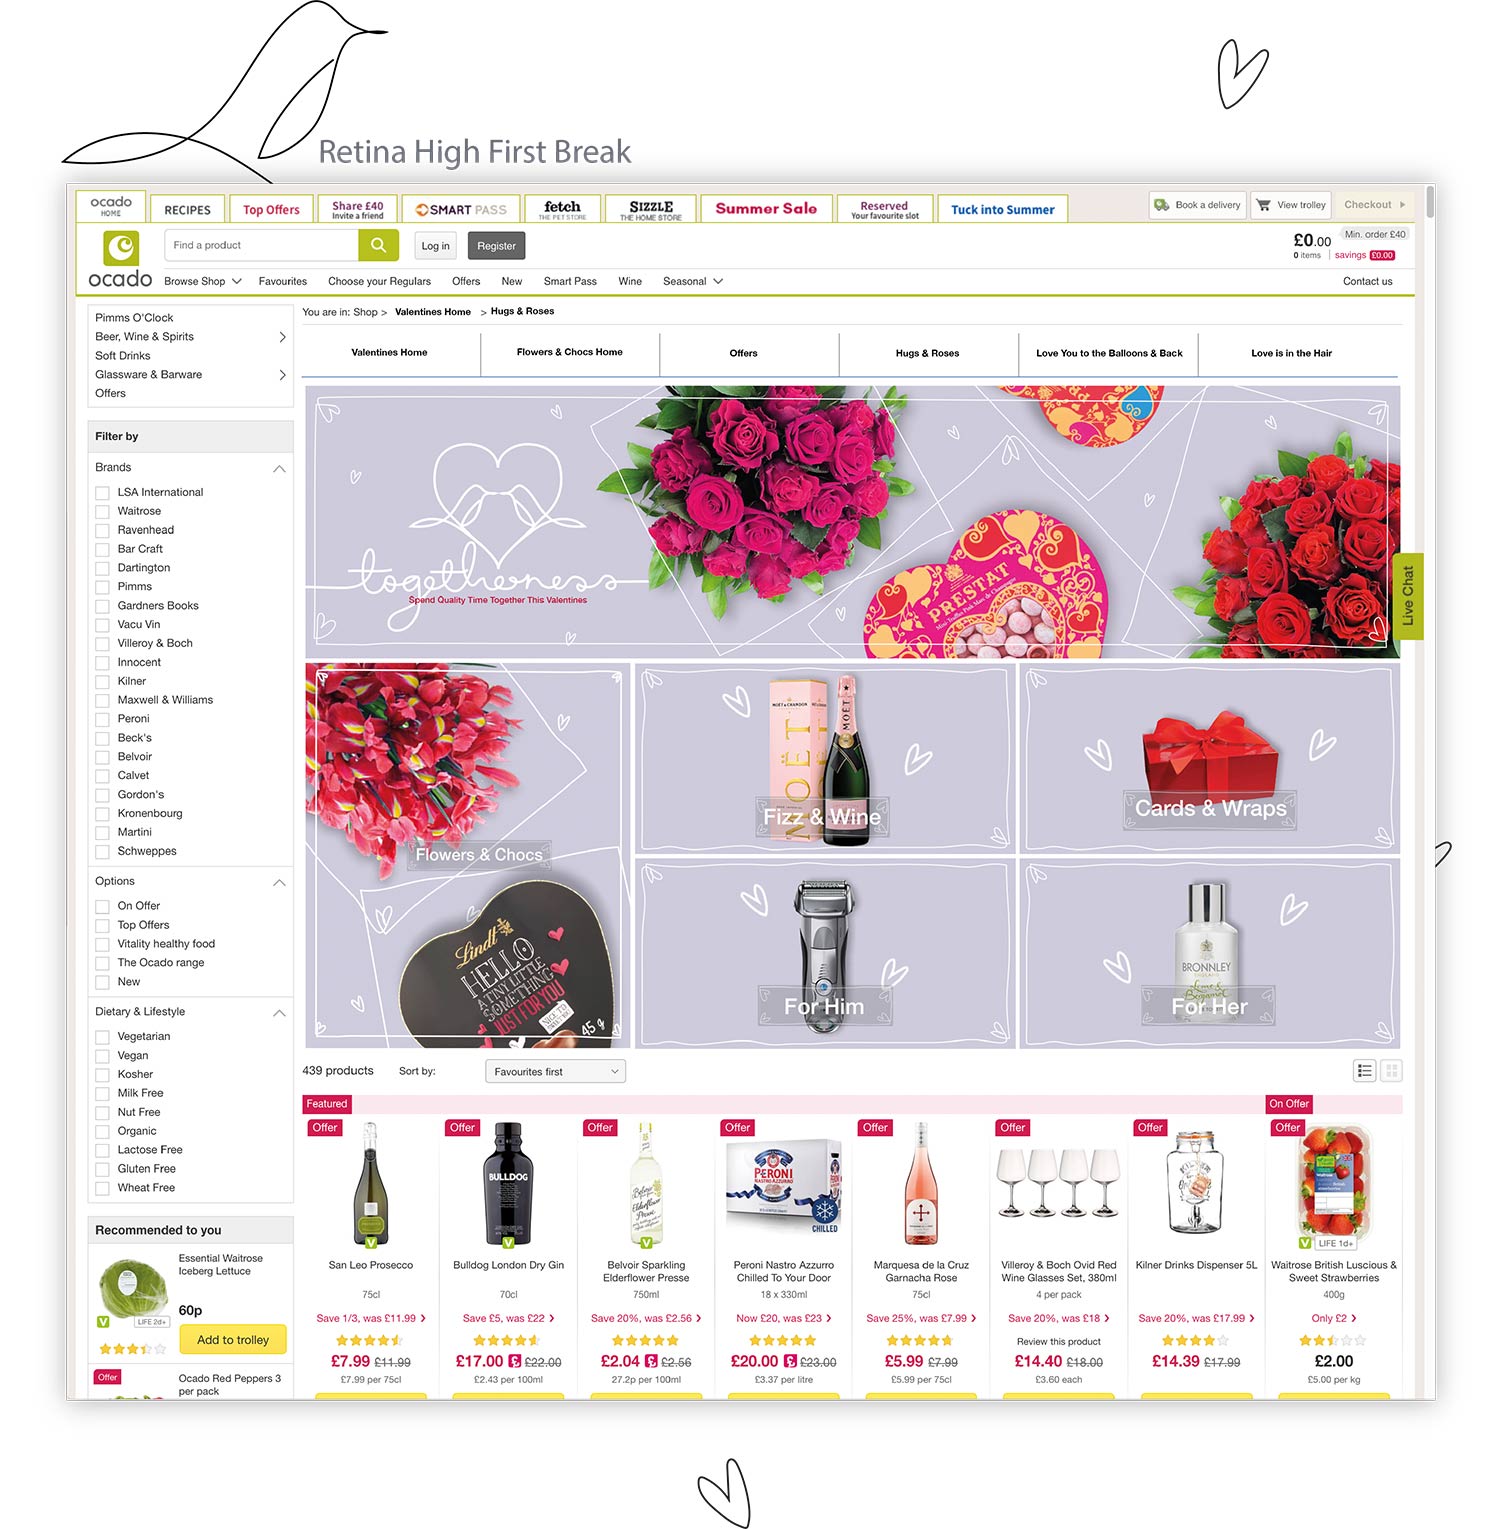 Retina High First Break
ocado
HOME
RECIPES
Top Offers
Share £40
Invite a friend
SMART PASS
fetch
THE PET STORE
SIZZLE
THE HOME STORE
Summer Sale
Reserved
Your favourite slot
Tuck into Summer
Book a delivery
View trolley
Checkout
ocado
Find a product
Log in
Register
£0.00
Min. order £40
0 items
savings £0.00
Browse Shop
Favourites
Choose your Regulars
Offers
New
Smart Pass
Wine
Seasonal
Contact us
Pimms O'Clock
Beer, Wine & Spirits
Soft Drinks
Glassware & Barware
Offers
Filter by
Brands
LSA International
Waitrose
Ravenhead
Bar Craft
Dartington
Pimms
Gardners Books
Vacu Vin
Villeroy & Boch
Innocent
Kilner
Maxwell & Williams
Peroni
Beck's
Belvoir
Calvet
Gordon's
Kronenbourg
Martini
Schweppes
Options
On Offer
Top Offers
Vitality healthy food
The Ocado range
New
Dietary & Lifestyle
Vegetarian
Vegan
Kosher
Milk Free
Nut Free
Organic
Lactose Free
Gluten Free
Wheat Free
Recommended to you
Essential Waitrose
Iceberg Lettuce
60p
V
LIFE 2d+
Add to trolley
Offer
Ocado Red Peppers 3
per pack
You are in: Shop > Valentines Home > Hugs & Roses
Valentines Home
Flowers & Chocs Home
Offers
Hugs & Roses
Love You to the Balloons & Back
Love is in the Hair
togetherness
Spend Quality Time Together This Valentines
PRESTAT
Live Chat
Flowers & Chocs
Lindt
HELLO
A TINY LITTLE
SOMETHING
JUST FOR YOU
NICE TO
SWEET YOU
45 g
MOËT & CHANDON
MOËT
MOËT
Fizz & Wine
Cards & Wraps
For Him
BRONNLEY
ENGLAND
Lime &
Bergamot
For Her
439 products
Sort by:
Favourites first
Featured
On Offer
Offer
V
San Leo Prosecco
75cl
Save 1/3, was £11.99
£7.99 £11.99
£7.99 per 75cl
Offer
BULLDOG
V
Bulldog London Dry Gin
70cl
Save £5, was £22
£17.00 £ £22.00
£2.43 per 100ml
Offer
Belvoir
Elderflower
Presse
V
Belvoir Sparkling
Elderflower Presse
750ml
Save 20%, was £2.56
£2.04 £ £2.56
27.2p per 100ml
Offer
PERONI
NASTRO AZZURRO
PERONI
CHILLED
Peroni Nastro Azzurro
Chilled To Your Door
18 x 330ml
Now £20, was £23
£20.00 £ £23.00
£3.37 per litre
Offer
Marquesa de la Cruz
Garnacha Rose
75cl
Save 25%, was £7.99
£5.99 £7.99
£5.99 per 75cl
Offer
Villeroy & Boch Ovid Red
Wine Glasses Set, 380ml
4 per pack
Save 20%, was £18
Review this product
£14.40 £18.00
£3.60 each
Offer
Kilner Drinks Dispenser 5L
Save 20%, was £17.99
£14.39 £17.99
Offer
V
LIFE 1d+
Waitrose British Luscious &
Sweet Strawberries
400g
Only £2
£2.00
£5.00 per kg